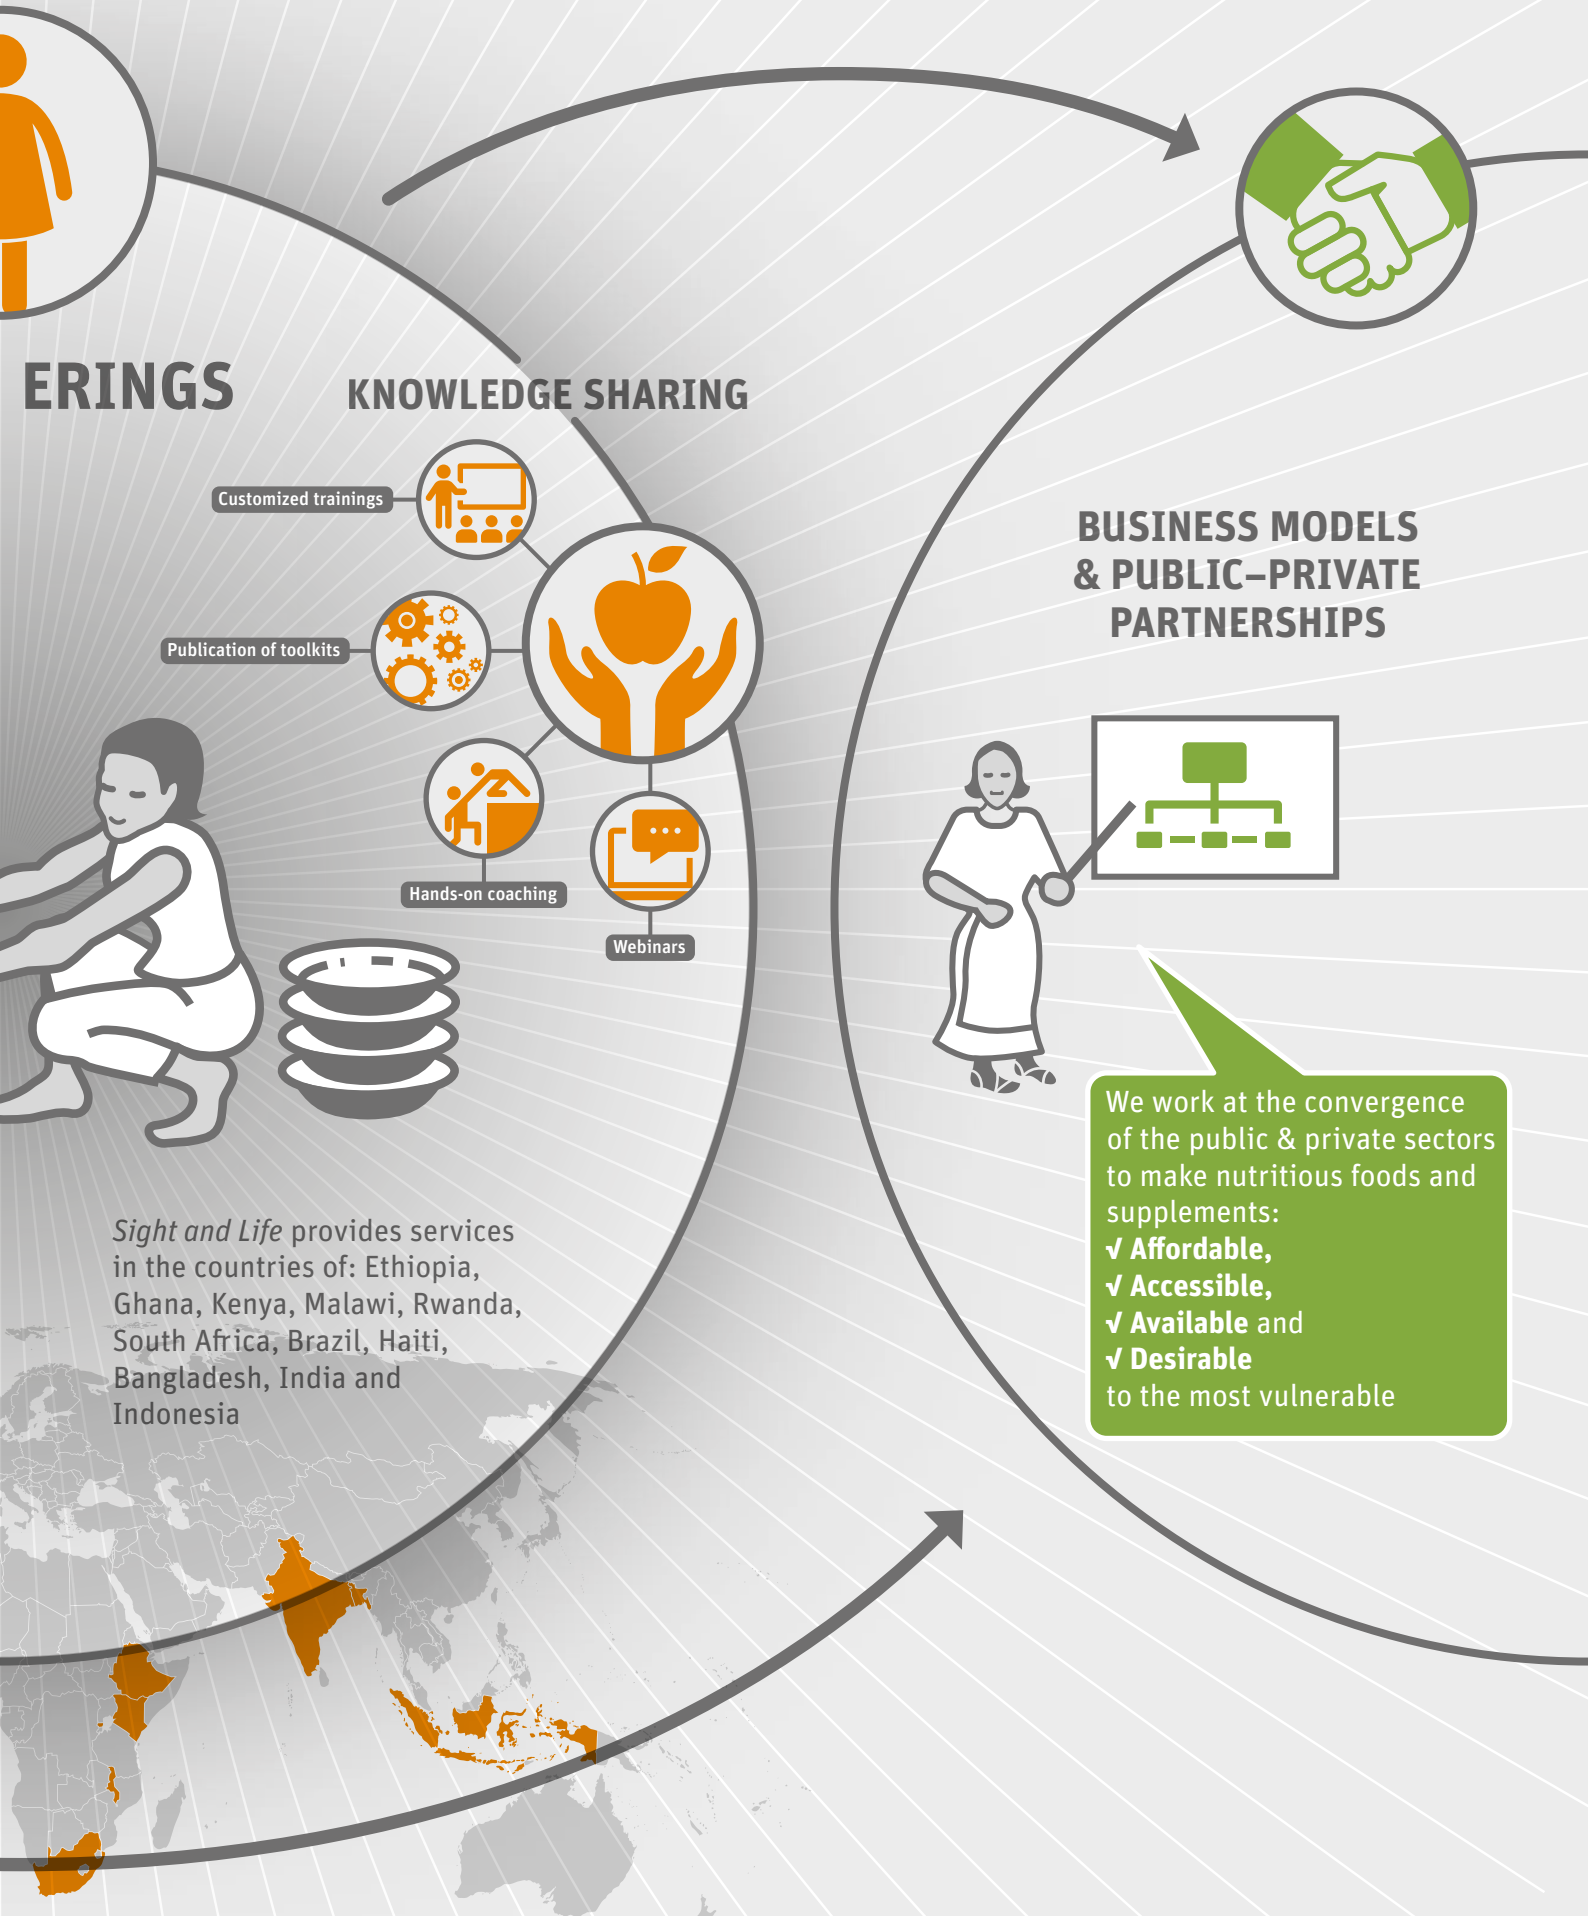 ERINGS
KNOWLEDGE SHARING
Customized trainings
Publication of toolkits
Hands-on coaching
Webinars
Sight and Life provides services
in the countries of: Ethiopia,
Ghana, Kenya, Malawi, Rwanda,
South Africa, Brazil, Haiti,
Bangladesh, India and
Indonesia
BUSINESS MODELS
& PUBLIC–PRIVATE
PARTNERSHIPS
We work at the convergence
of the public & private sectors
to make nutritious foods and
supplements:
√ Affordable,
√ Accessible,
√ Available and
√ Desirable
to the most vulnerable